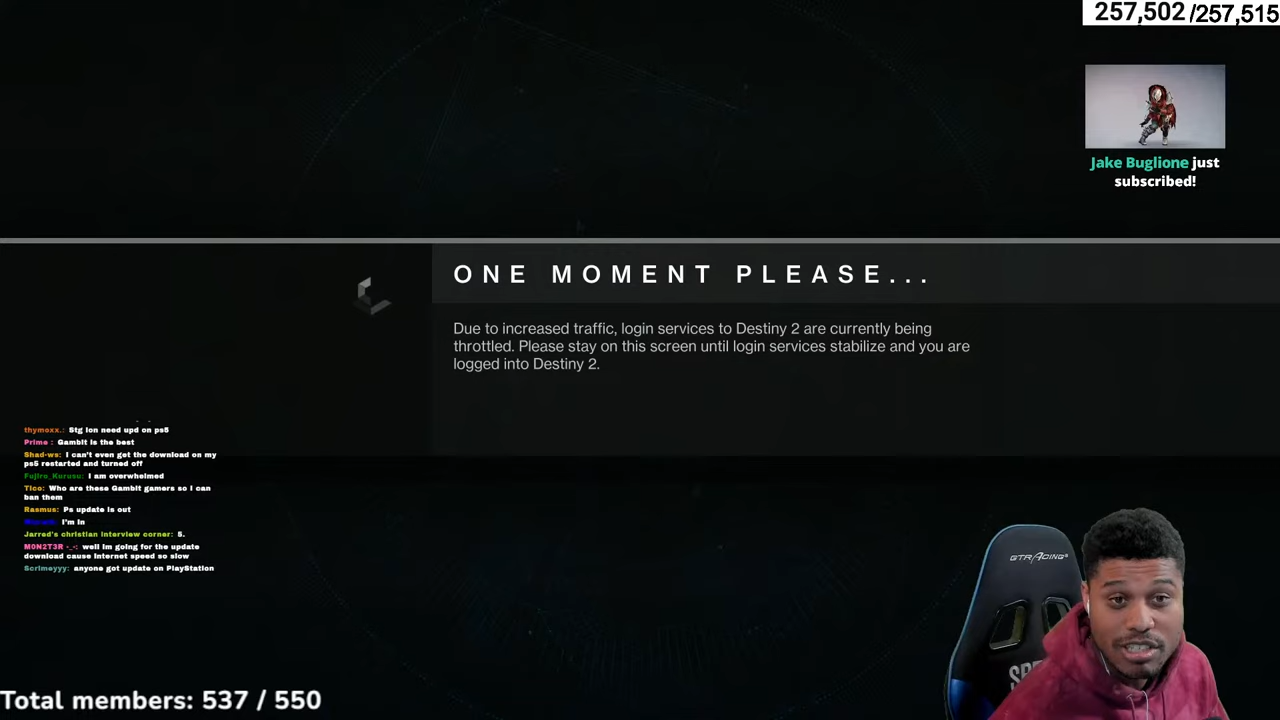 257,502 /257,515
Jake Buglione just
subscribed!
ONE MOMENT PLEASE...
Due to increased traffic, login services to Destiny 2 are currently being
throttled. Please stay on this screen until login services stabilize and you are
logged into Destiny 2.
thymoxx.: Stg ion need upd on ps5
Prime : Gambit is the best
Shad-ws: I can't even get the download on my
ps5 restarted and turned off
Fujiro_Kurusu: I am overwhelmed
Tico: Who are these Gambit gamers so I can
ban them
Rasmus: Ps update is out
I'm in
Jarred's christian interview corner: 5.
M0N2T3R -_-: well im going for the update
download cause internet speed so slow
Scrimeyyy: anyone got update on PlayStation
GTRACING
Total members: 537 / 550